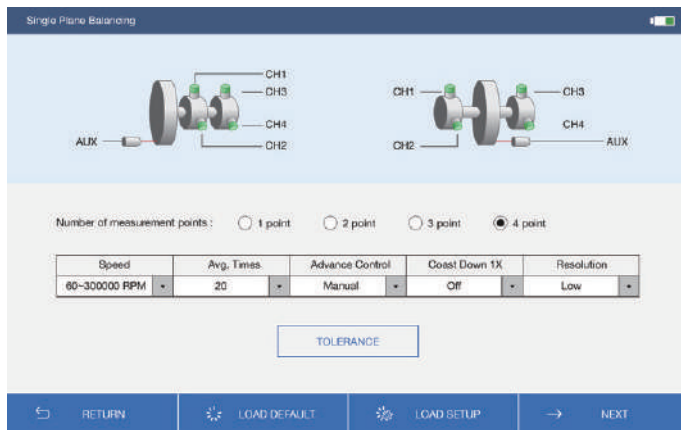 Single Plane Balancing
CH1
CH3
CH4
CH2
AUX
CH1
CH3
CH4
CH2
AUX
Number of measurement points : 1 point 2 point 3 point 4 point
Speed Avg. Times Advance Control Coast Down 1X Resolution
60~300000 RPM 20 Manual Off Low
TOLERANCE
RETURN LOAD DEFAULT LOAD SETUP NEXT